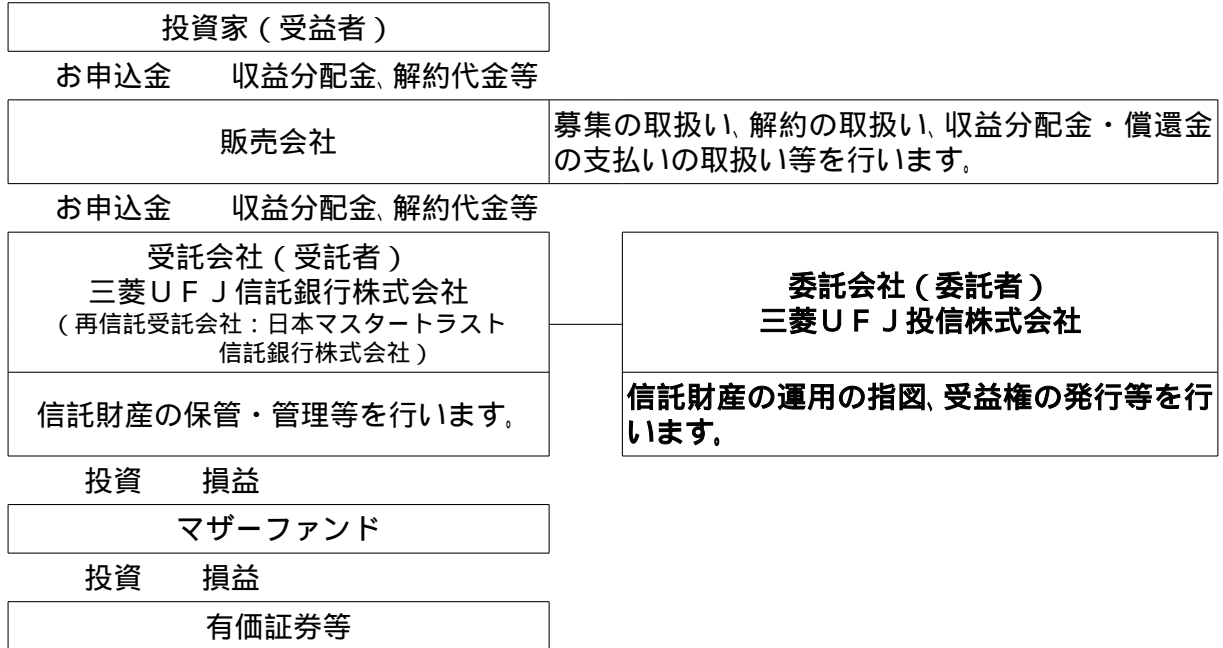 投資家（受益者）
お申込金　収益分配金、解約代金等
販売会社
募集の取扱い、解約の取扱い、収益分配金・償還金
の支払いの取扱い等を行います。
お申込金　収益分配金、解約代金等
受託会社（受託者）
三菱ＵＦＪ信託銀行株式会社
（再信託受託会社：日本マスタートラスト
信託銀行株式会社）
委託会社（委託者）
三菱ＵＦＪ投信株式会社
信託財産の保管・管理等を行います。
信託財産の運用の指図、受益権の発行等を行
います。
投資　損益
マザーファンド
投資　損益
有価証券等